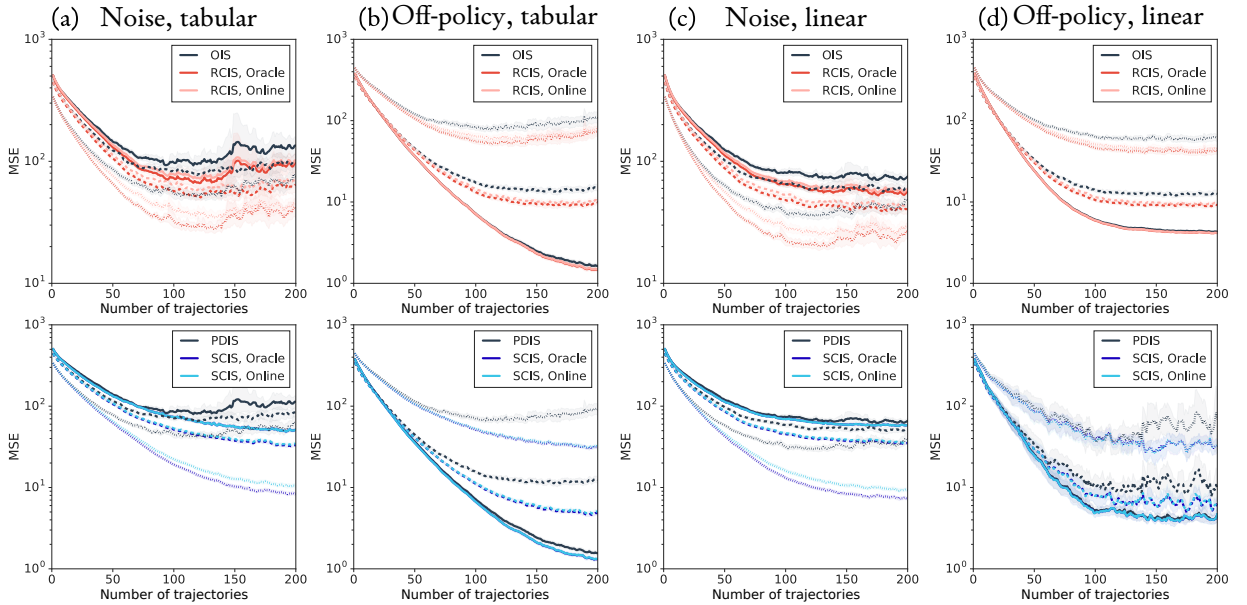 (a) Noise, tabular
(b) Off-policy, tabular
(c) Noise, linear
(d) Off-policy, linear
10³
10²
10¹
MSE
OIS
RCIS, Oracle
RCIS, Online
0 50 100 150 200
Number of trajectories
10³
10²
10¹
10⁰
MSE
OIS
RCIS, Oracle
RCIS, Online
0 50 100 150 200
Number of trajectories
10³
10²
10¹
MSE
OIS
RCIS, Oracle
RCIS, Online
0 50 100 150 200
Number of trajectories
10³
10²
10¹
10⁰
MSE
OIS
RCIS, Oracle
RCIS, Online
0 50 100 150 200
Number of trajectories
10³
10²
10¹
10⁰
MSE
PDIS
SCIS, Oracle
SCIS, Online
0 50 100 150 200
Number of trajectories
10³
10²
10¹
10⁰
MSE
PDIS
SCIS, Oracle
SCIS, Online
0 50 100 150 200
Number of trajectories
10³
10²
10¹
10⁰
MSE
PDIS
SCIS, Oracle
SCIS, Online
0 50 100 150 200
Number of trajectories
10³
10²
10¹
10⁰
MSE
PDIS
SCIS, Oracle
SCIS, Online
0 50 100 150 200
Number of trajectories